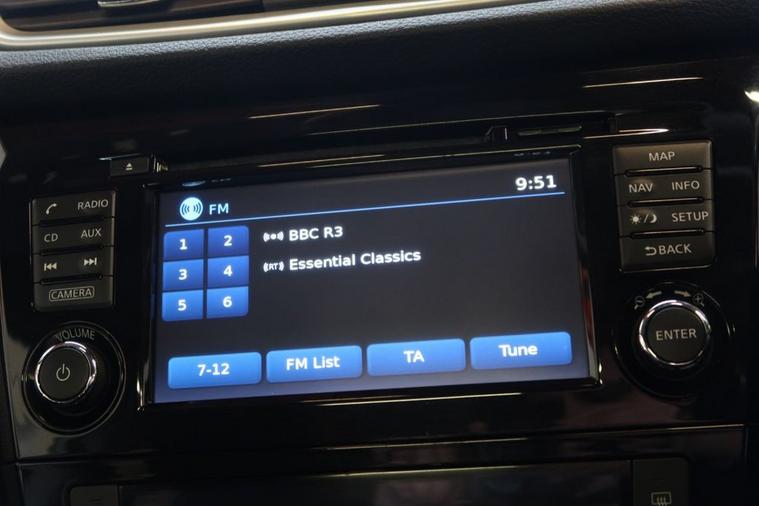 9:51
FM
1 2
3 4
5 6
BBC R3
RT Essential Classics
7-12 FM List TA Tune
RADIO
CD AUX
CAMERA
VOLUME
MAP
NAV INFO
SETUP
BACK
ENTER